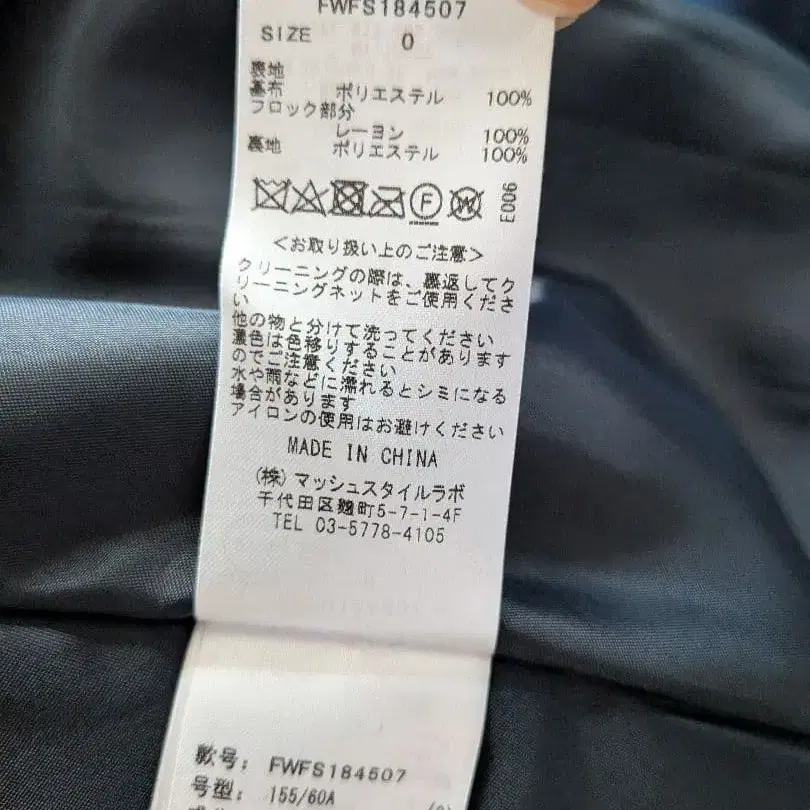 FWFS184507
SIZE 0
表地
基布 ポリエステル 100%
フロック部分
レーヨン 100%
裏地 ポリエステル 100%
F W E006
<お取り扱い上のご注意>
クリーニングの際は、裏返してク
リーニングネットをご使用くださ
い
他の物と分けて洗ってください
濃色は色移りすることがあります
のでご注意ください
水や雨などに濡れるとシミになる
場合があります
アイロンの使用はお避けください
MADE IN CHINA
(株)マッシュスタイルラボ
千代田区麹町5-7-1-4F
TEL 03-5778-4105
款号: FWFS184507
号型: 155/60A